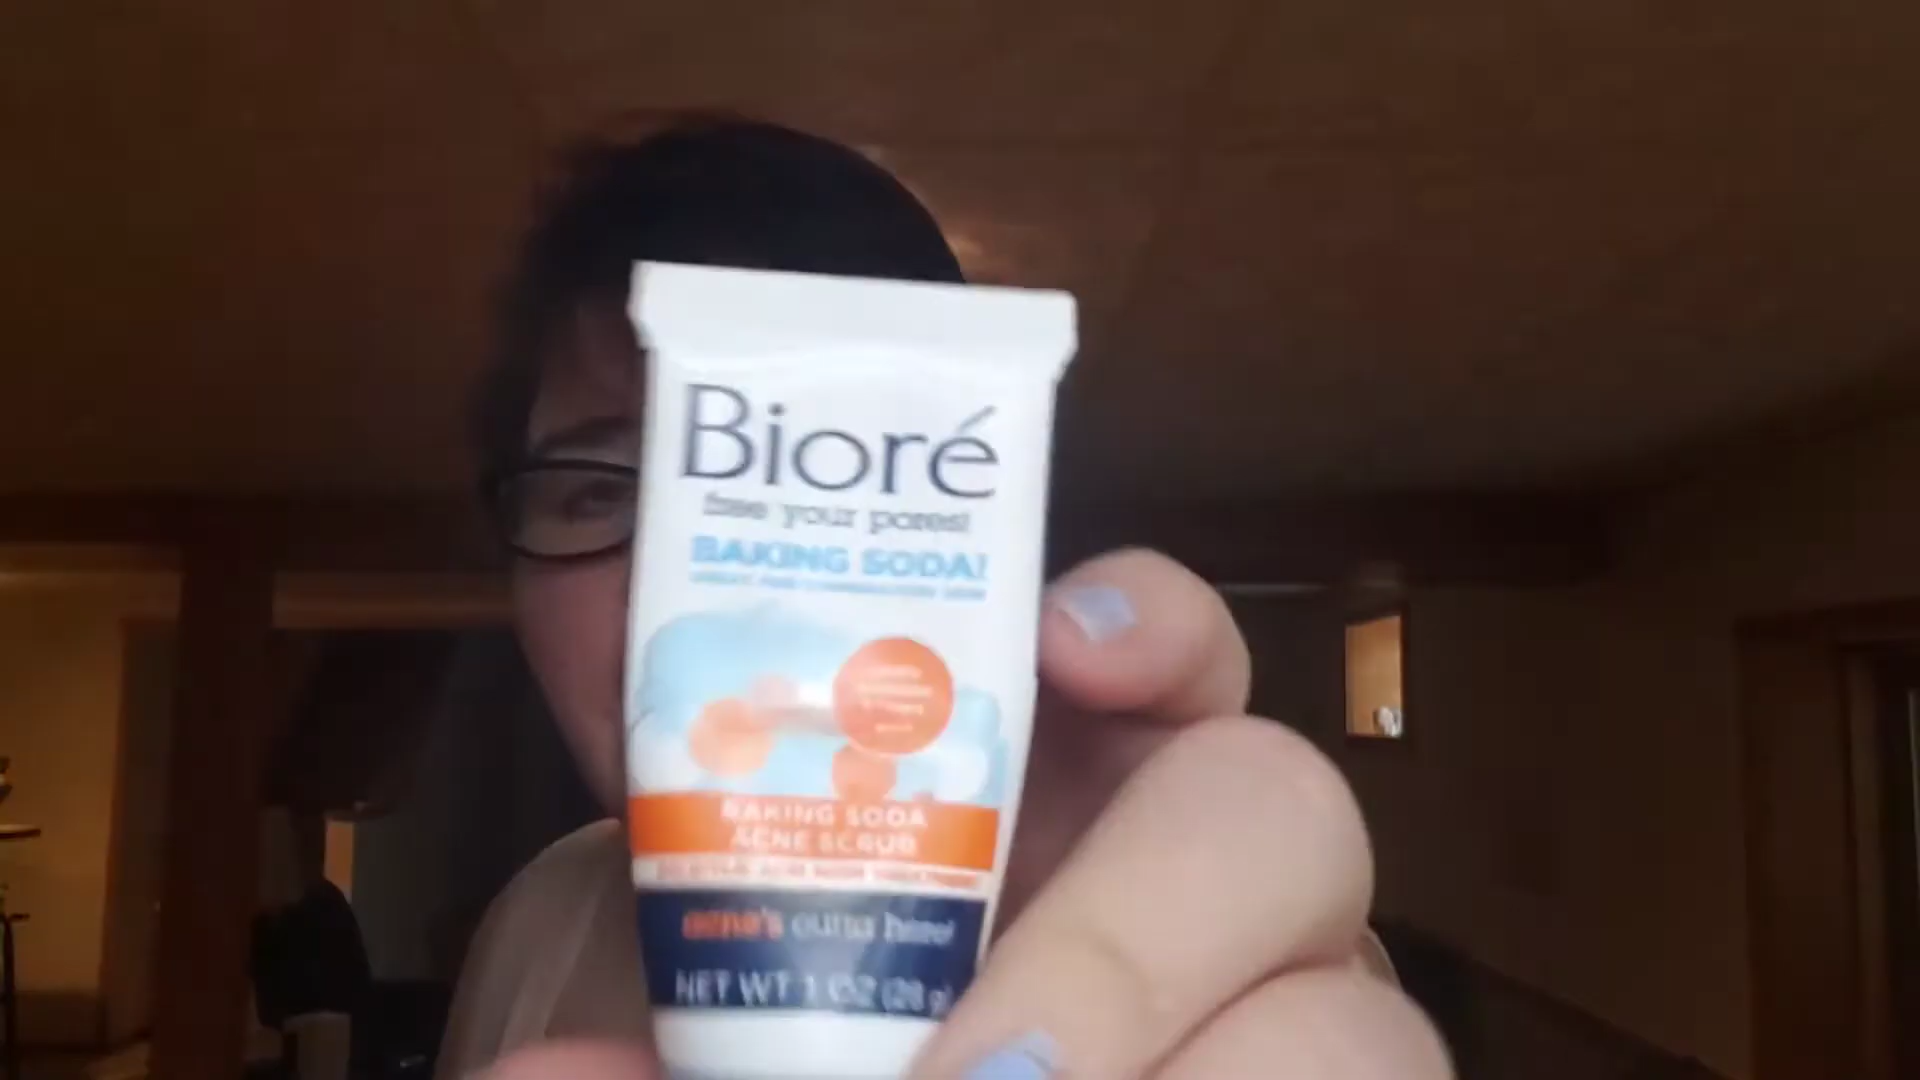 Bioré
free your pores!
BAKING SODA!
BAKING SODA
ACNE SCRUB
acne's outta here!
NET WT 1 OZ (28 g)